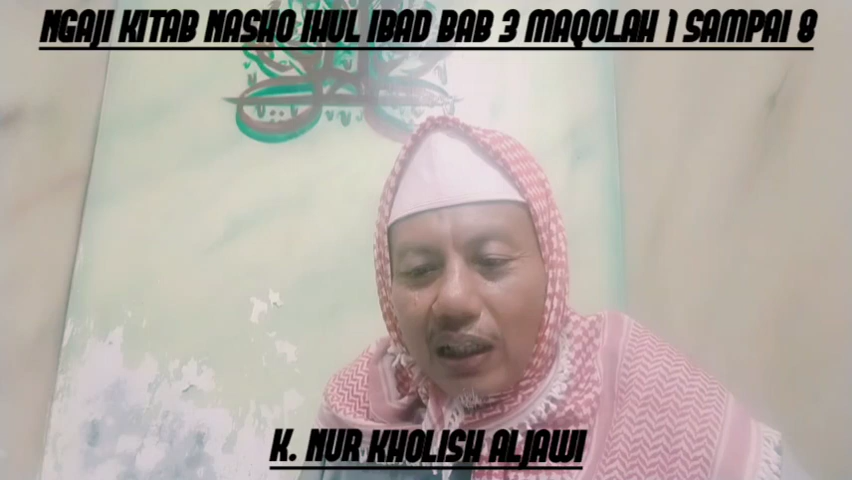 NGAJI KITAB NASHO IHUL IBAD BAB 3 MAQOLAH 1 SAMPAI 8
K. NUR KHOLISH ALJAWI